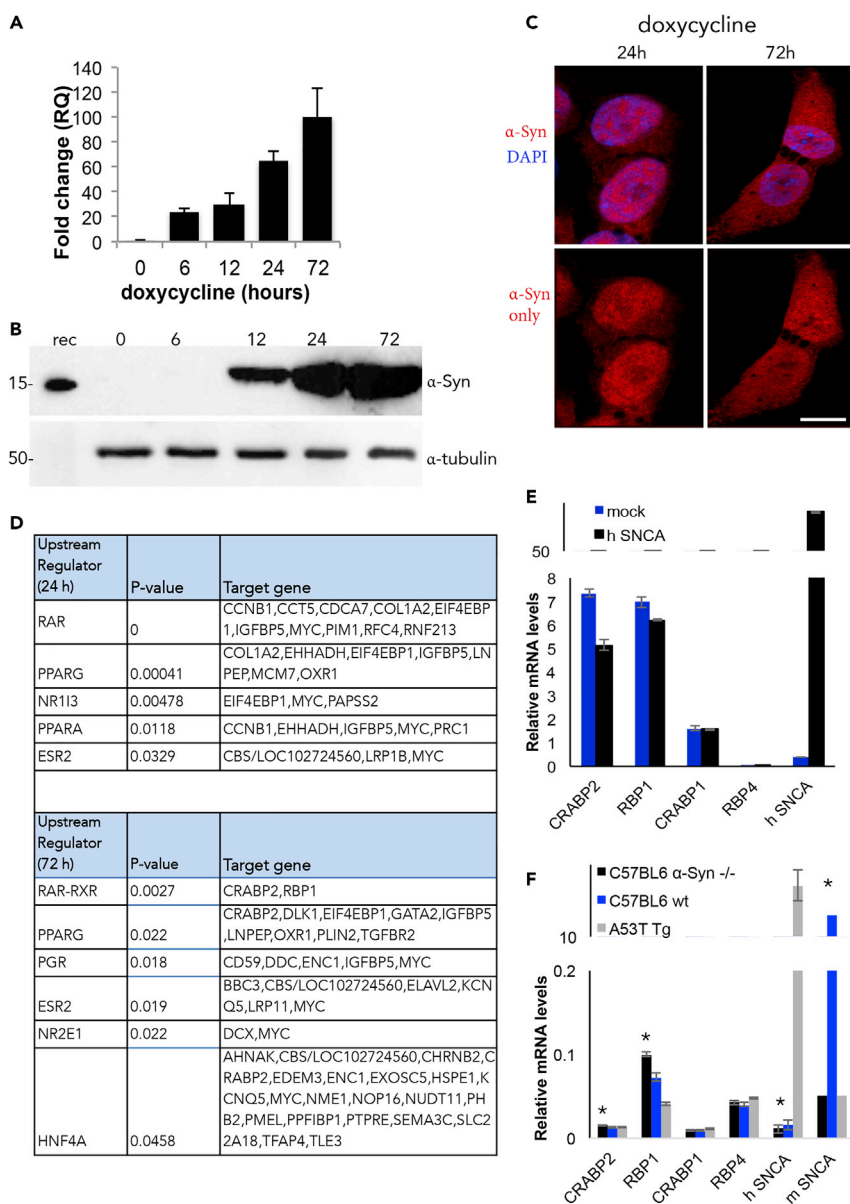 A
Fold change (RQ)
140
120
100
80
60
40
20
0
0 6 12 24 72
doxycycline (hours)
B
rec 0 6 12 24 72
15-
α-Syn
50-
α-tubulin
C
doxycycline
24h 72h
α-Syn
DAPI
α-Syn
only
D
Upstream
Regulator
(24 h) P-value Target gene
RAR 0 CCNB1,CCT5,CDCA7,COL1A2,EIF4EBP
1,IGFBP5,MYC,PIM1,RFC4,RNF213
PPARG 0.00041 COL1A2,EHHADH,EIF4EBP1,IGFBP5,LN
PEP,MCM7,OXR1
NR1I3 0.00478 EIF4EBP1,MYC,PAPSS2
PPARA 0.0118 CCNB1,EHHADH,IGFBP5,MYC,PRC1
ESR2 0.0329 CBS/LOC102724560,LRP1B,MYC
Upstream
Regulator
(72 h) P-value Target gene
RAR-RXR 0.0027 CRABP2,RBP1
PPARG 0.022 CRABP2,DLK1,EIF4EBP1,GATA2,IGFBP5
,LNPEP,OXR1,PLIN2,TGFBR2
PGR 0.018 CD59,DDC,ENC1,IGFBP5,MYC
ESR2 0.019 BBC3,CBS/LOC102724560,ELAVL2,KCN
Q5,LRP11,MYC
NR2E1 0.022 DCX,MYC
HNF4A 0.0458 AHNAK,CBS/LOC102724560,CHRNB2,C
RABP2,EDEM3,ENC1,EXOSC5,HSPE1,K
CNQ5,MYC,NME1,NOP16,NUDT11,PH
B2,PMEL,PPFIBP1,PTPRE,SEMA3C,SLC2
2A18,TFAP4,TLE3
E
mock
h SNCA
50
8
7
6
5
4
3
2
1
0
Relative mRNA levels
CRABP2 RBP1 CRABP1 RBP4 h SNCA
F
C57BL6 α-Syn -/-
C57BL6 wt
A53T Tg
*
10
0.2
0.1
0
Relative mRNA levels
* * *
CRABP2 RBP1 CRABP1 RBP4 h SNCA m SNCA